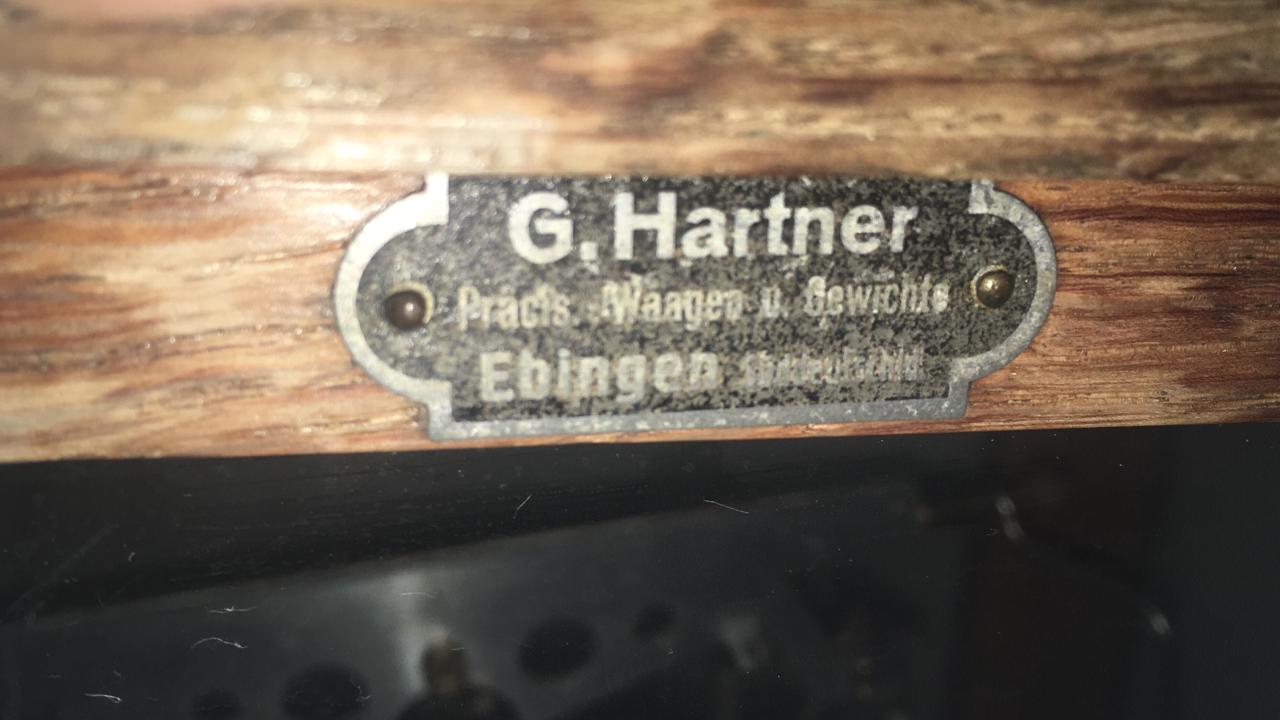 G. Hartner
Präcis. Waagen u. Gewichte
Ebingen